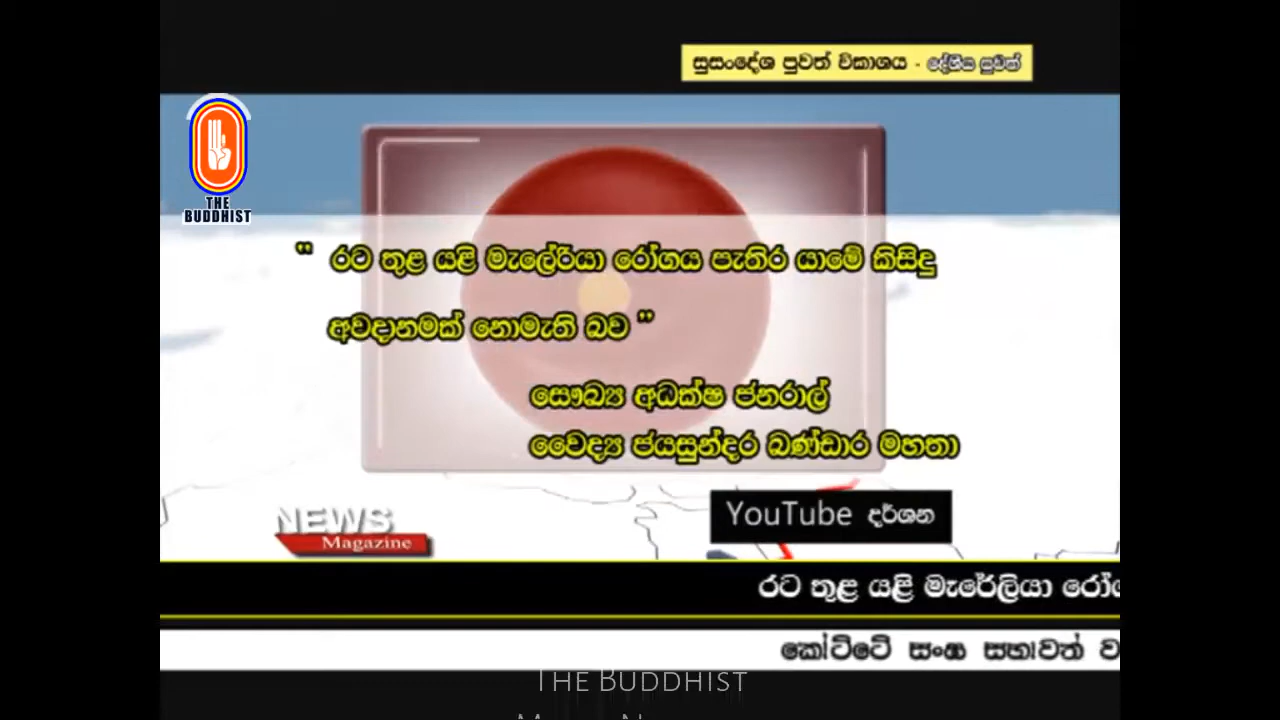 සුසංදේශ පුවත් විකාශය - දේශීය පුවත්
THE
BUDDHIST
" රට තුළ යළි මැලේරියා රෝගය පැතිර යාමේ කිසිදු
අවදානමක් නොමැති බව "
සෞඛ්‍ය අධ්‍යක්ෂ ජනරාල්
වෛද්‍ය ජයසුන්දර බණ්ඩාර මහතා
NEWS
Magazine
YouTube දර්ශන
රට තුළ යළි මැරේලියා
කෝට්ටේ සංඝ සභාවත්
THE BUDDHIST